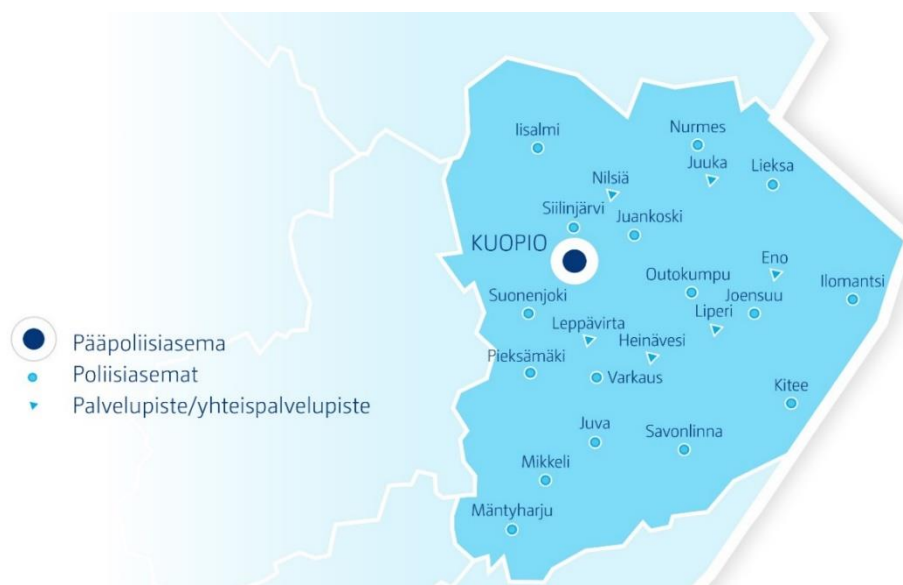 Iisalmi
Nurmes
Juuka
Lieksa
Nilsiä
Siilinjärvi
Juankoski
KUOPIO
Eno
Outokumpu
Ilomantsi
Suonenjoki
Joensuu
Liperi
Leppävirta
Heinävesi
Pieksämäki
Varkaus
Kitee
Juva
Savonlinna
Mikkeli
Mäntyharju
Pääpoliisiasema
Poliisiasemat
Palvelupiste/yhteispalvelupiste